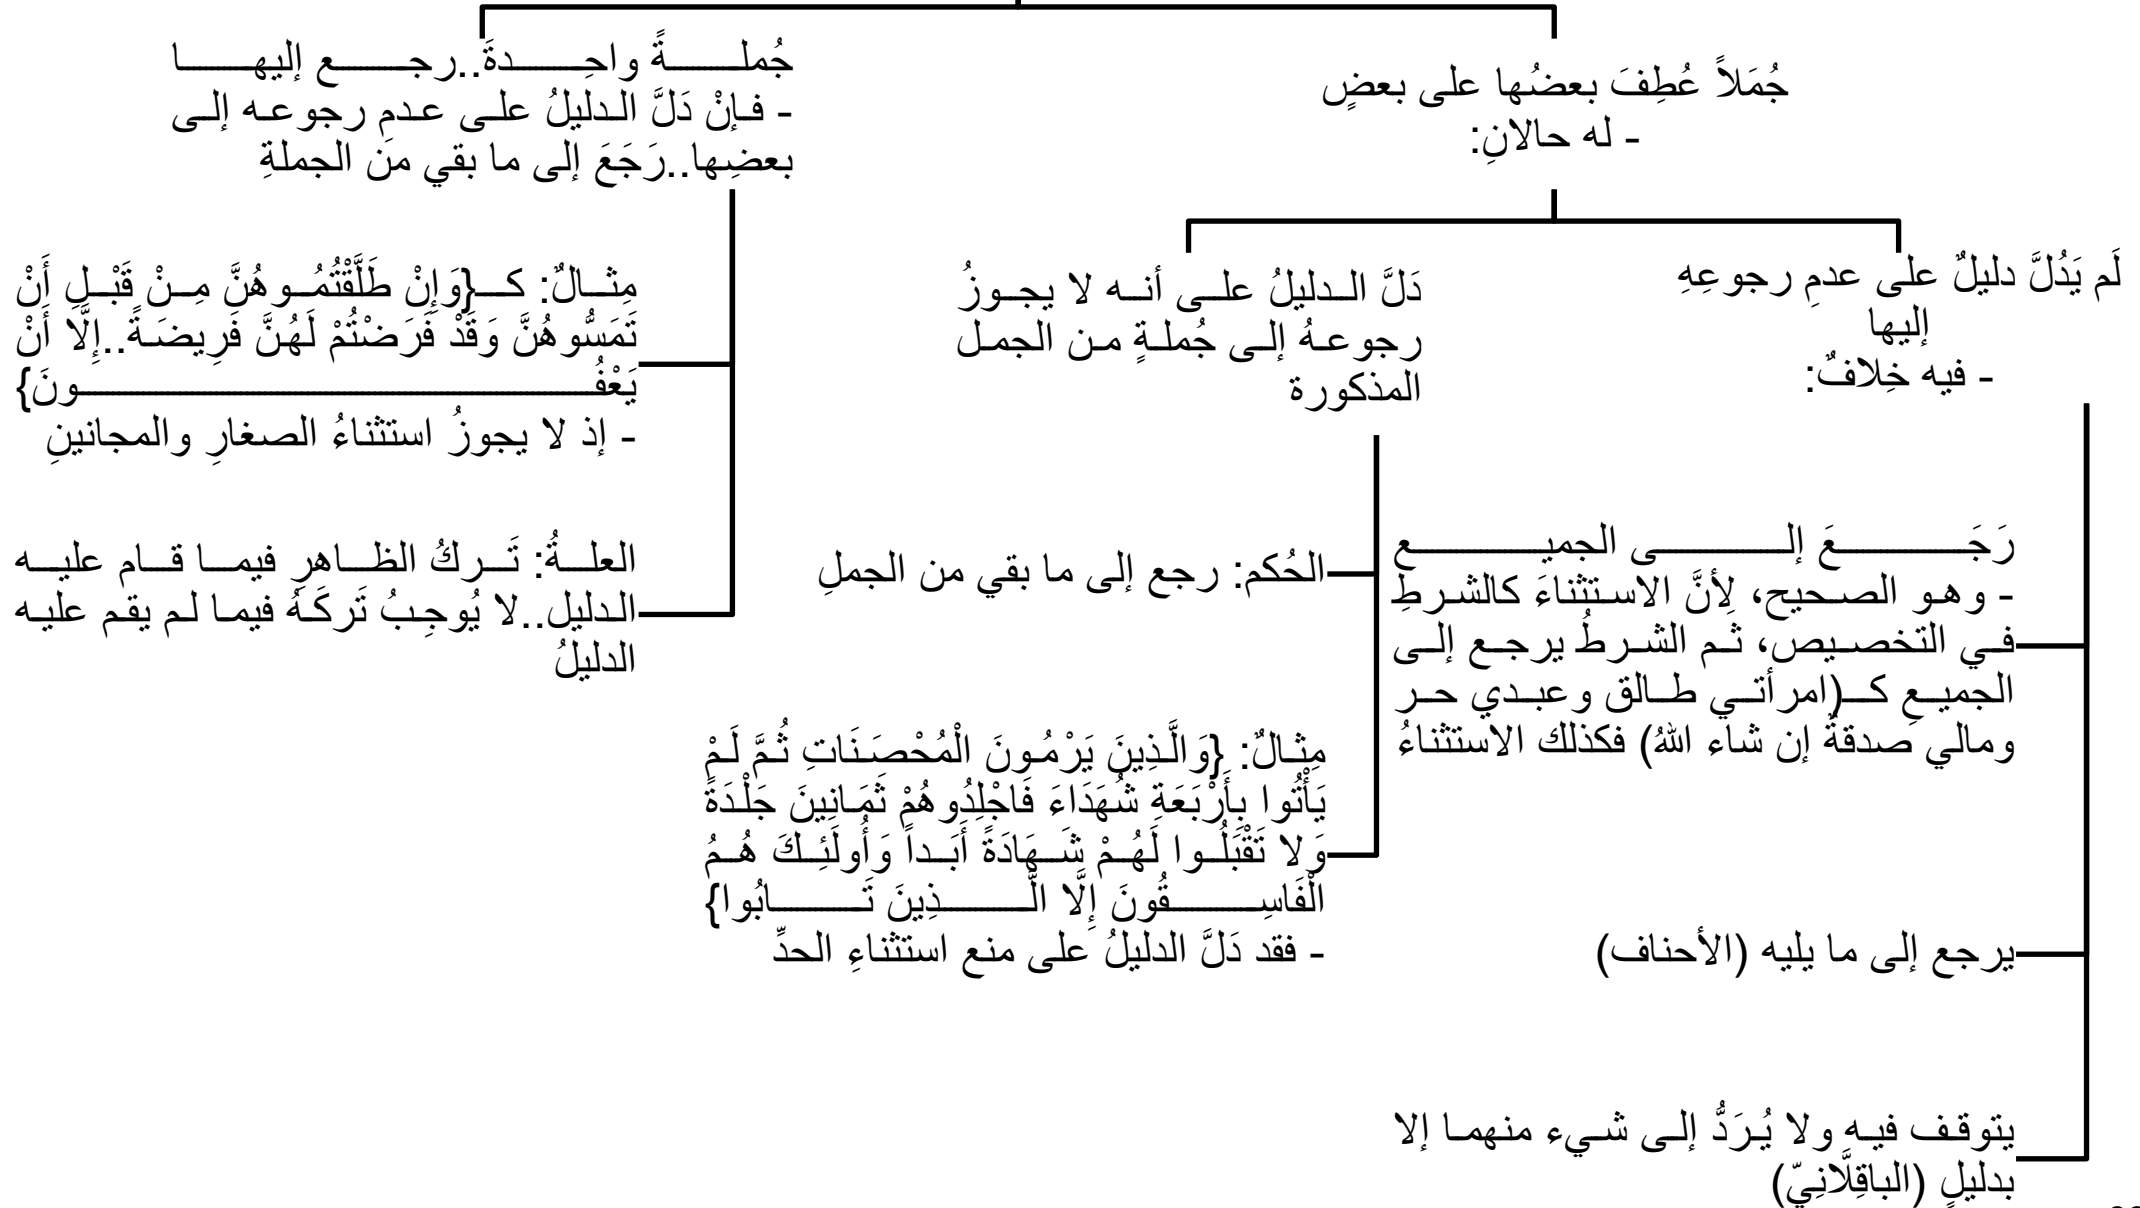 جُمَلاً عُطِفَ بعضُها على بعضٍ
- له حالانِ:
لَم يَدُلَّ دليلٌ على عدمِ رجوعِهِ
إليها
- فيه خِلافٌ:
رَجَعَ إلى الجميع
- وهو الصحيح، لِأنَّ الاستثناءَ كالشرطِ
في التخصيص، ثم الشرطُ يرجع إلى
الجميعِ كـ(امرأتي طالق وعبدي حر
ومالي صدقةٌ إن شاء اللهُ) فكذلك الاستثناءُ
يرجع إلى ما يليه (الأحناف)
يتوقف فيه ولا يُرَدُّ إلى شيء منهما إلا
بدليلٍ (الباقِلَّانِيّ)
دَلَّ الدليلُ على أنه لا يجوزُ
رجوعهُ إلى جُملةٍ من الجمل
المذكورة
الحُكم: رجع إلى ما بقي من الجملِ
مِثالٌ: {وَالَّذِينَ يَرْمُونَ الْمُحْصَنَاتِ ثُمَّ لَمْ
يَأْتُوا بِأَرْبَعَةِ شُهَدَاءَ فَاجْلِدُوهُمْ ثَمَانِينَ جَلْدَةً
وَلا تَقْبَلُوا لَهُمْ شَهَادَةً أَبَداً وَأُولَئِكَ هُمُ
الْفَاسِقُونَ إِلَّا الَّذِينَ تَابُوا}
- فقد دَلَّ الدليلُ على منع استثناءِ الحدِّ
جُملةً واحِدةَ..رجع إليها
- فإنْ دَلَّ الدليلُ على عدمِ رجوعه إلى
بعضِها..رَجَعَ إلى ما بقي من الجملةِ
مِثالٌ: كـ{وَإِنْ طَلَّقْتُمُوهُنَّ مِنْ قَبْلِ أَنْ
تَمَسُّوهُنَّ وَقَدْ فَرَضْتُمْ لَهُنَّ فَرِيضَةً..إِلَّا أَنْ
يَعْفُونَ}
- إذ لا يجوزُ استثناءُ الصغارِ والمجانينِ
العلةُ: تَركُ الظاهرِ فيما قام عليه
الدليل..لا يُوجِبُ تَركَهُ فيما لم يقم عليه
الدليلُ